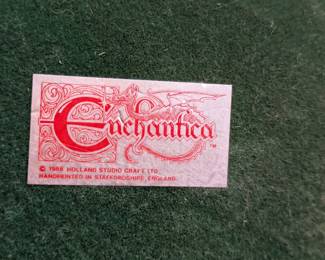 Enchantica
™
© 1988 HOLLAND STUDIO CRAFT LTD
HANDPAINTED IN STAFFORDSHIRE, ENGLAND.